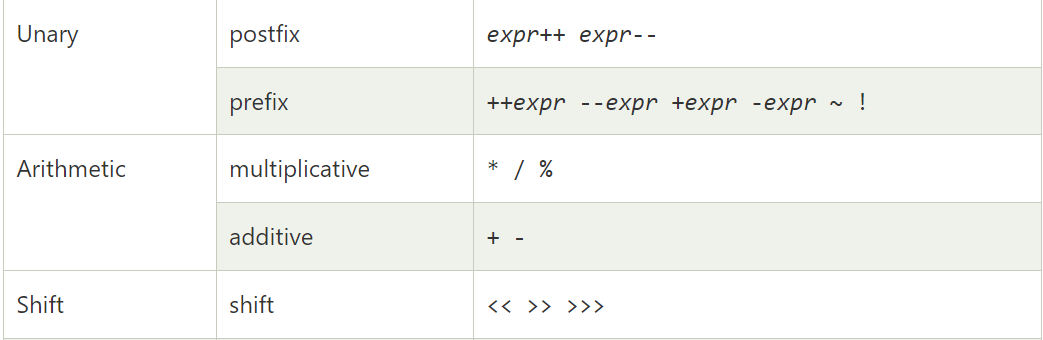 Unary postfix expr++ expr--
prefix ++expr --expr +expr -expr ~ !
Arithmetic multiplicative * / %
additive + -
Shift shift << >> >>>